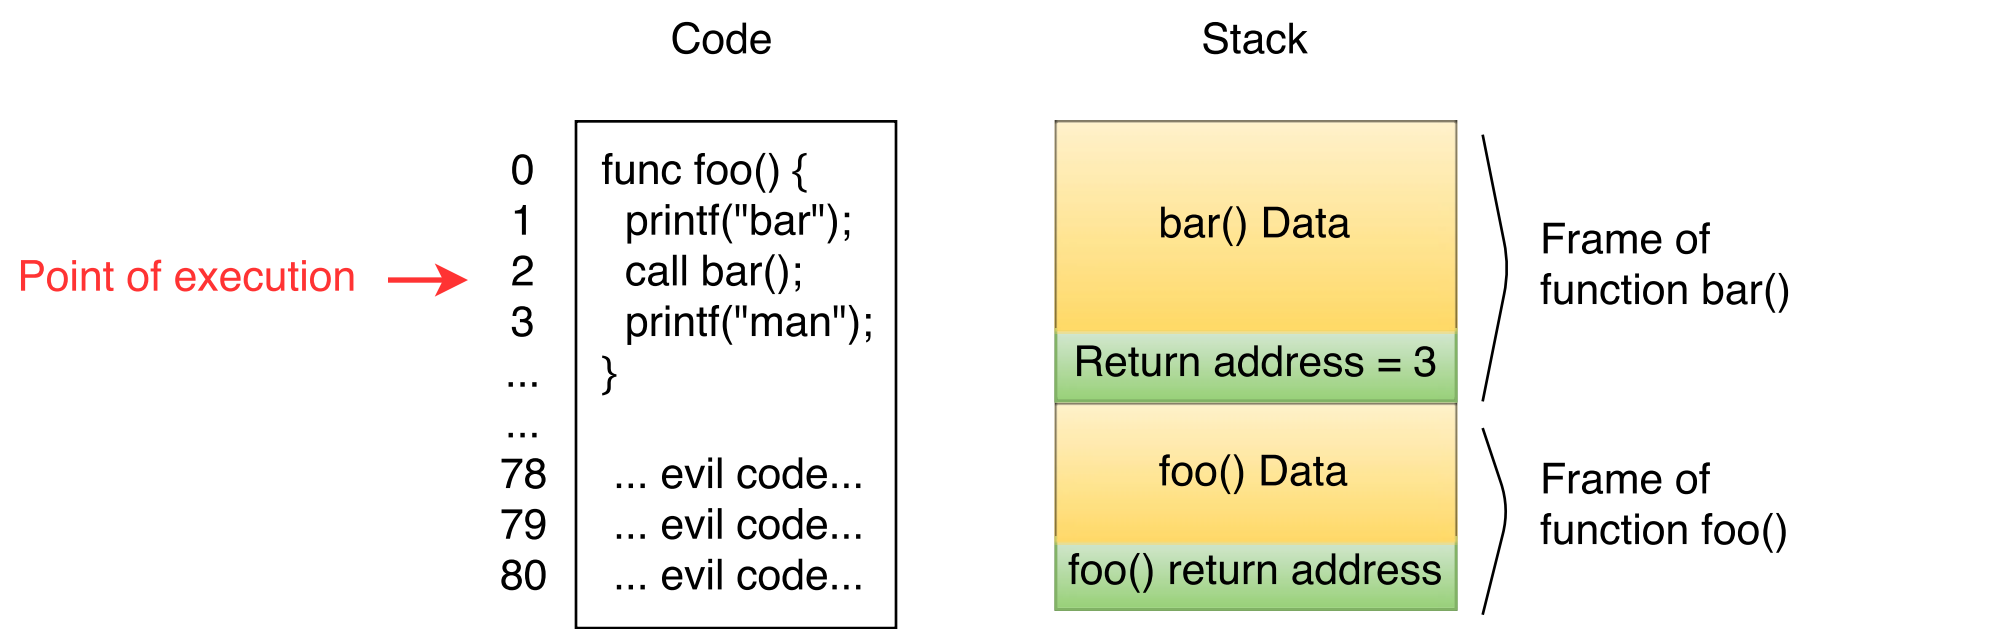 Code
Stack
0 func foo() {
1 printf("bar");
Point of execution
2 call bar();
3 printf("man");
... }
...
78 ... evil code...
79 ... evil code...
80 ... evil code...
bar() Data
Return address = 3
foo() Data
foo() return address
Frame of
function bar()
Frame of
function foo()